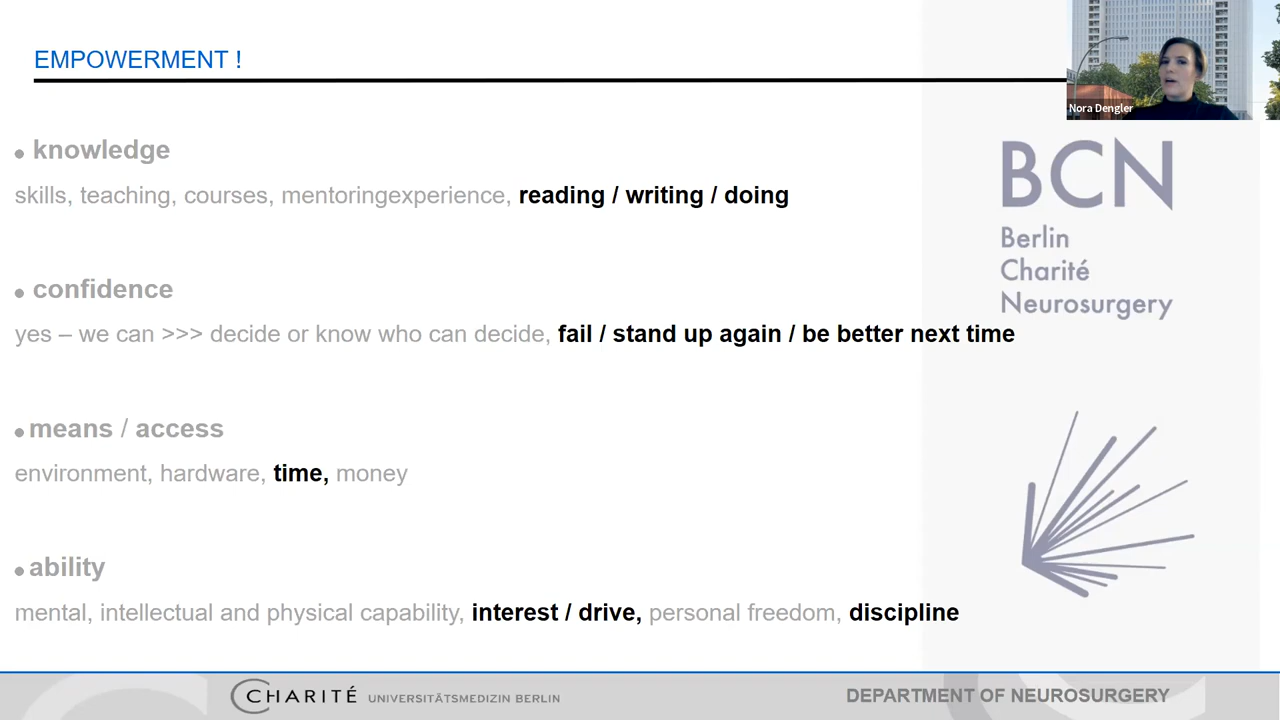 EMPOWERMENT !
Nora Dengler
• knowledge
skills, teaching, courses, mentoringexperience, reading / writing / doing
• confidence
yes – we can >>> decide or know who can decide, fail / stand up again / be better next time
• means / access
environment, hardware, time, money
• ability
mental, intellectual and physical capability, interest / drive, personal freedom, discipline
BCN
Berlin
Charité
Neurosurgery
CHARITÉ UNIVERSITÄTSMEDIZIN BERLIN
DEPARTMENT OF NEUROSURGERY